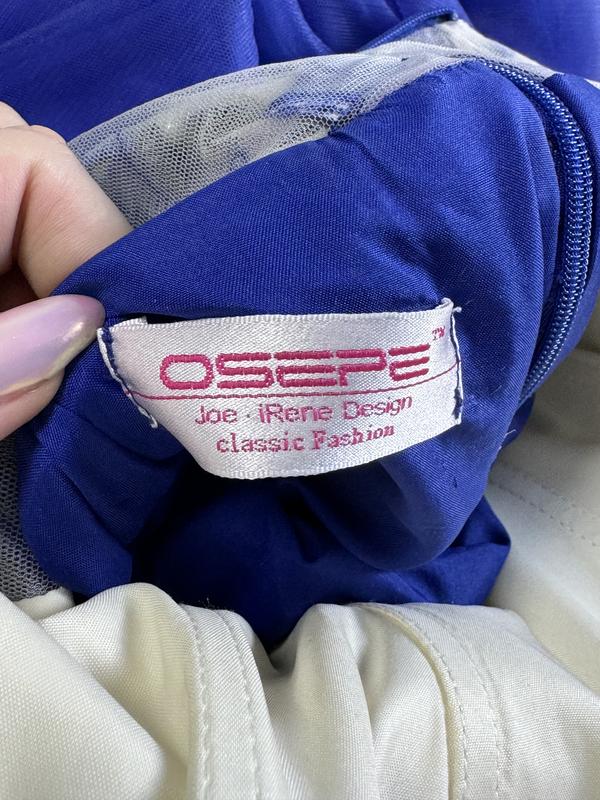 OSEPE™
Joe · iRene Design
classic Fashion